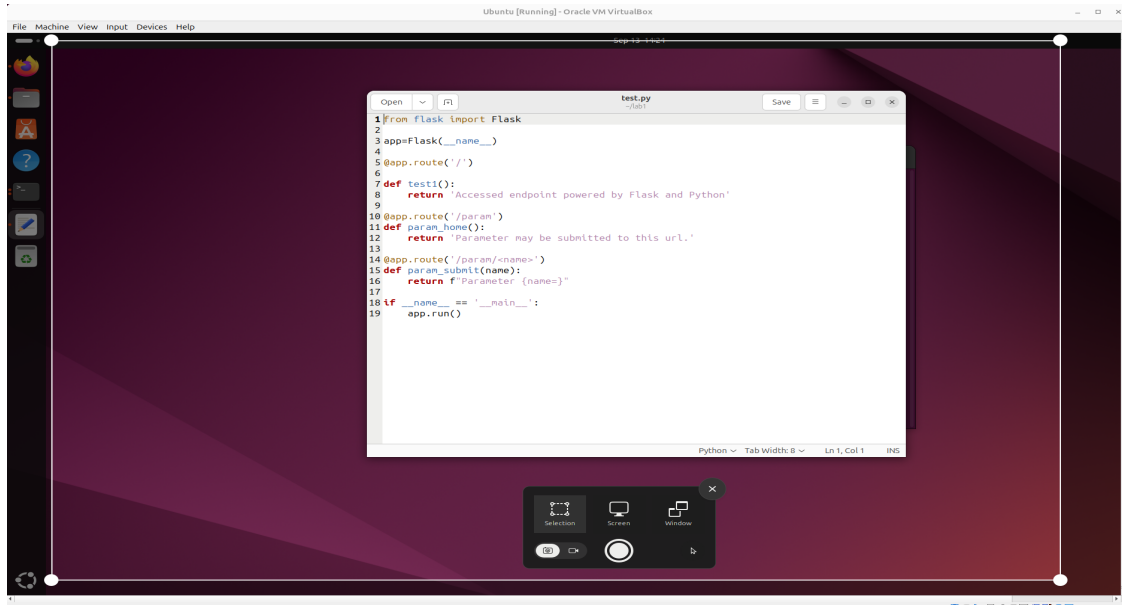 Ubuntu [Running] - Oracle VM VirtualBox
File Machine View Input Devices Help
Sep 13 14:21
Open
test.py
~/lab1
Save
1 from flask import Flask
2
3 app=Flask(__name__)
4
5 @app.route('/')
6
7 def test1():
8     return 'Accessed endpoint powered by Flask and Python'
9
10 @app.route('/param')
11 def param_home():
12     return 'Parameter may be submitted to this url.'
13
14 @app.route('/param/<name>')
15 def param_submit(name):
16     return f"Parameter {name=}"
17
18 if __name__ == '__main__':
19     app.run()
Python Tab Width: 8 Ln 1, Col 1 INS
Selection Screen Window